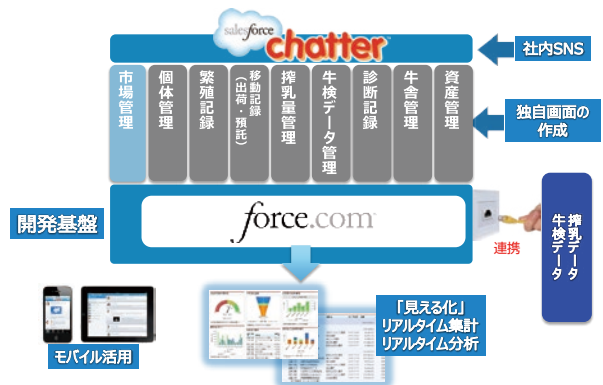 salesforce
chatter
社内SNS
市場管理
個体管理
繁殖記録
移動記録
（出荷・預託）
搾乳量管理
牛検データ管理
診断記録
牛舎管理
資産管理
独自画面の
作成
開発基盤
force.com
連携
搾乳データ
牛検データ
モバイル活用
「見える化」
リアルタイム集計
リアルタイム分析